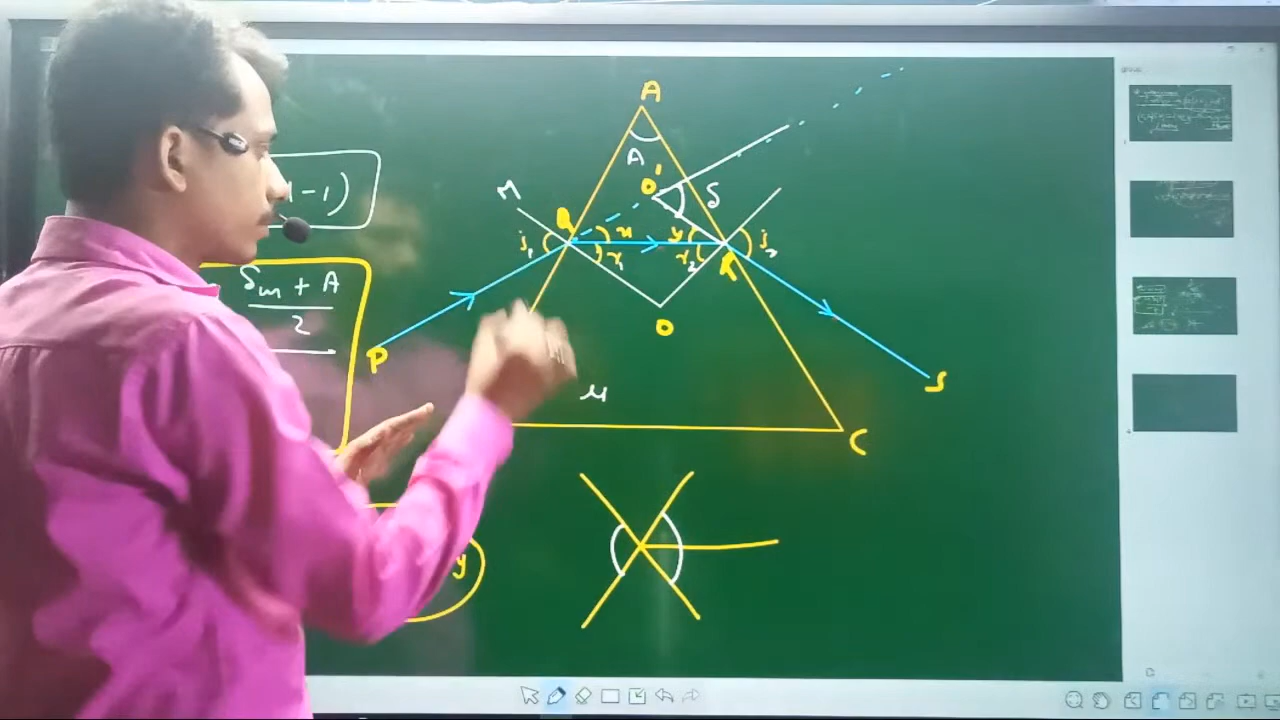 A
A
O'
δ
M
Q
i₁
x
r₁
y
r₂
i₂
R
O
P
S
μ
C
-1)
δm + A
2
y